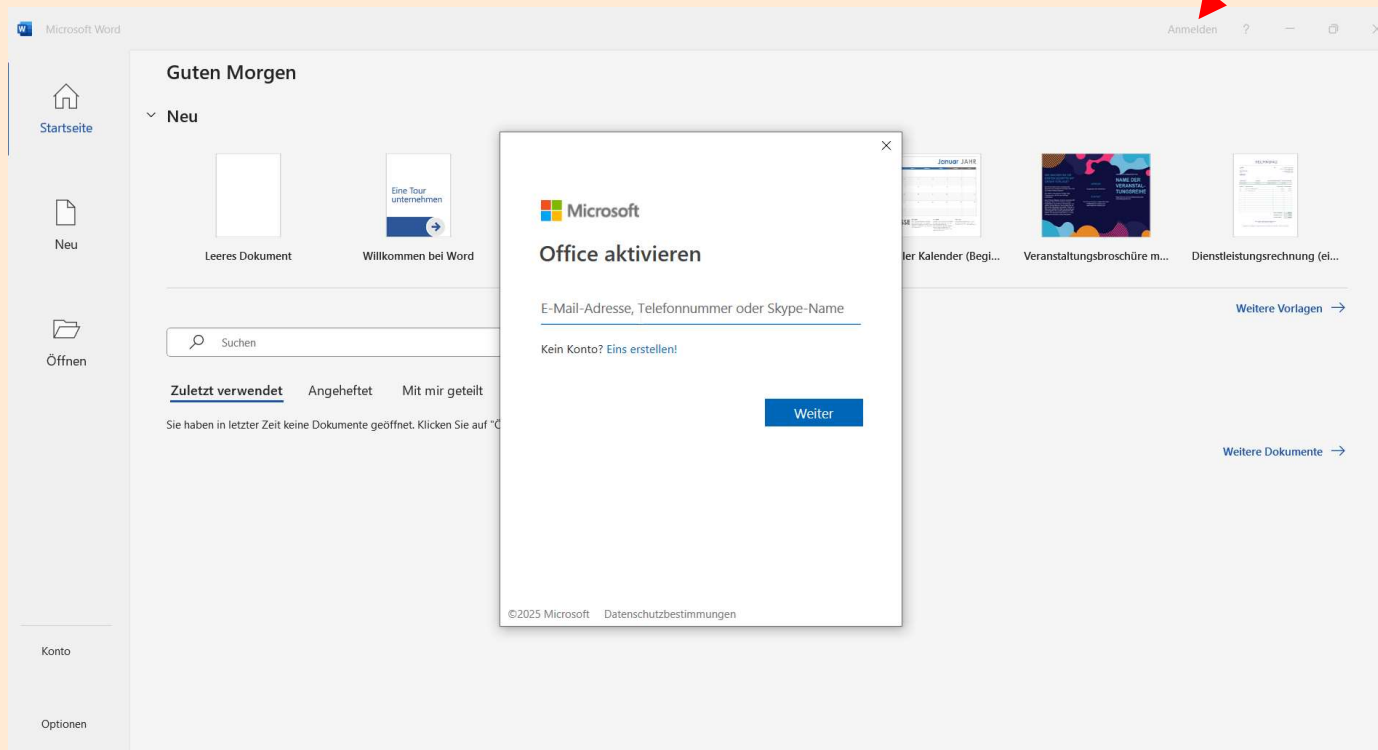 Microsoft Word
Anmelden ?
Guten Morgen
Startseite
Neu
Januar JAHR
Eine Tour
unternehmen
NAME DER
VERANSTAL-
TUNGSREIHE
Microsoft
Neu
Leeres Dokument
Willkommen bei Word
Office aktivieren
ler Kalender (Begi...
Veranstaltungsbroschüre m...
Dienstleistungsrechnung (ei...
E-Mail-Adresse, Telefonnummer oder Skype-Name
Weitere Vorlagen →
Suchen
Kein Konto? Eins erstellen!
Öffnen
Zuletzt verwendet
Angeheftet
Mit mir geteilt
Weiter
Sie haben in letzter Zeit keine Dokumente geöffnet. Klicken Sie auf "Ö
Weitere Dokumente →
©2025 Microsoft Datenschutzbestimmungen
Konto
Optionen